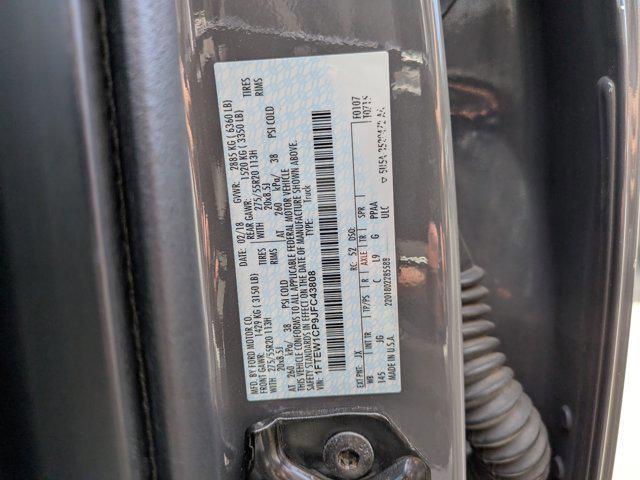 MFD. BY FORD MOTOR CO. DATE: 02/18 GVWR: 2885 KG ( 6360 LB)
FRONT GAWR: 1429 KG ( 3150 LB) REAR GAWR: 1520 KG ( 3350 LB)
WITH 275/55R20 113H TIRES WITH 275/55R20 113H TIRES
20x8.5J RIMS 20x8.5J RIMS
AT 260 kPa/ 38 PSI COLD AT 260 kPa/ 38 PSI COLD
THIS VEHICLE CONFORMS TO ALL APPLICABLE FEDERAL MOTOR VEHICLE
SAFETY STANDARDS IN EFFECT ON THE DATE OF MANUFACTURE SHOWN ABOVE.
VIN: 1FTEW1CP9JFC43808 TYPE: Truck
F0107
EXT PNT: JX RC: 52 DSO:
WB INT TR TP/PS R AXLE TR SPR
145 JG C L9 G PPAA
MADE IN U.S.A. 2201802285588 ULC